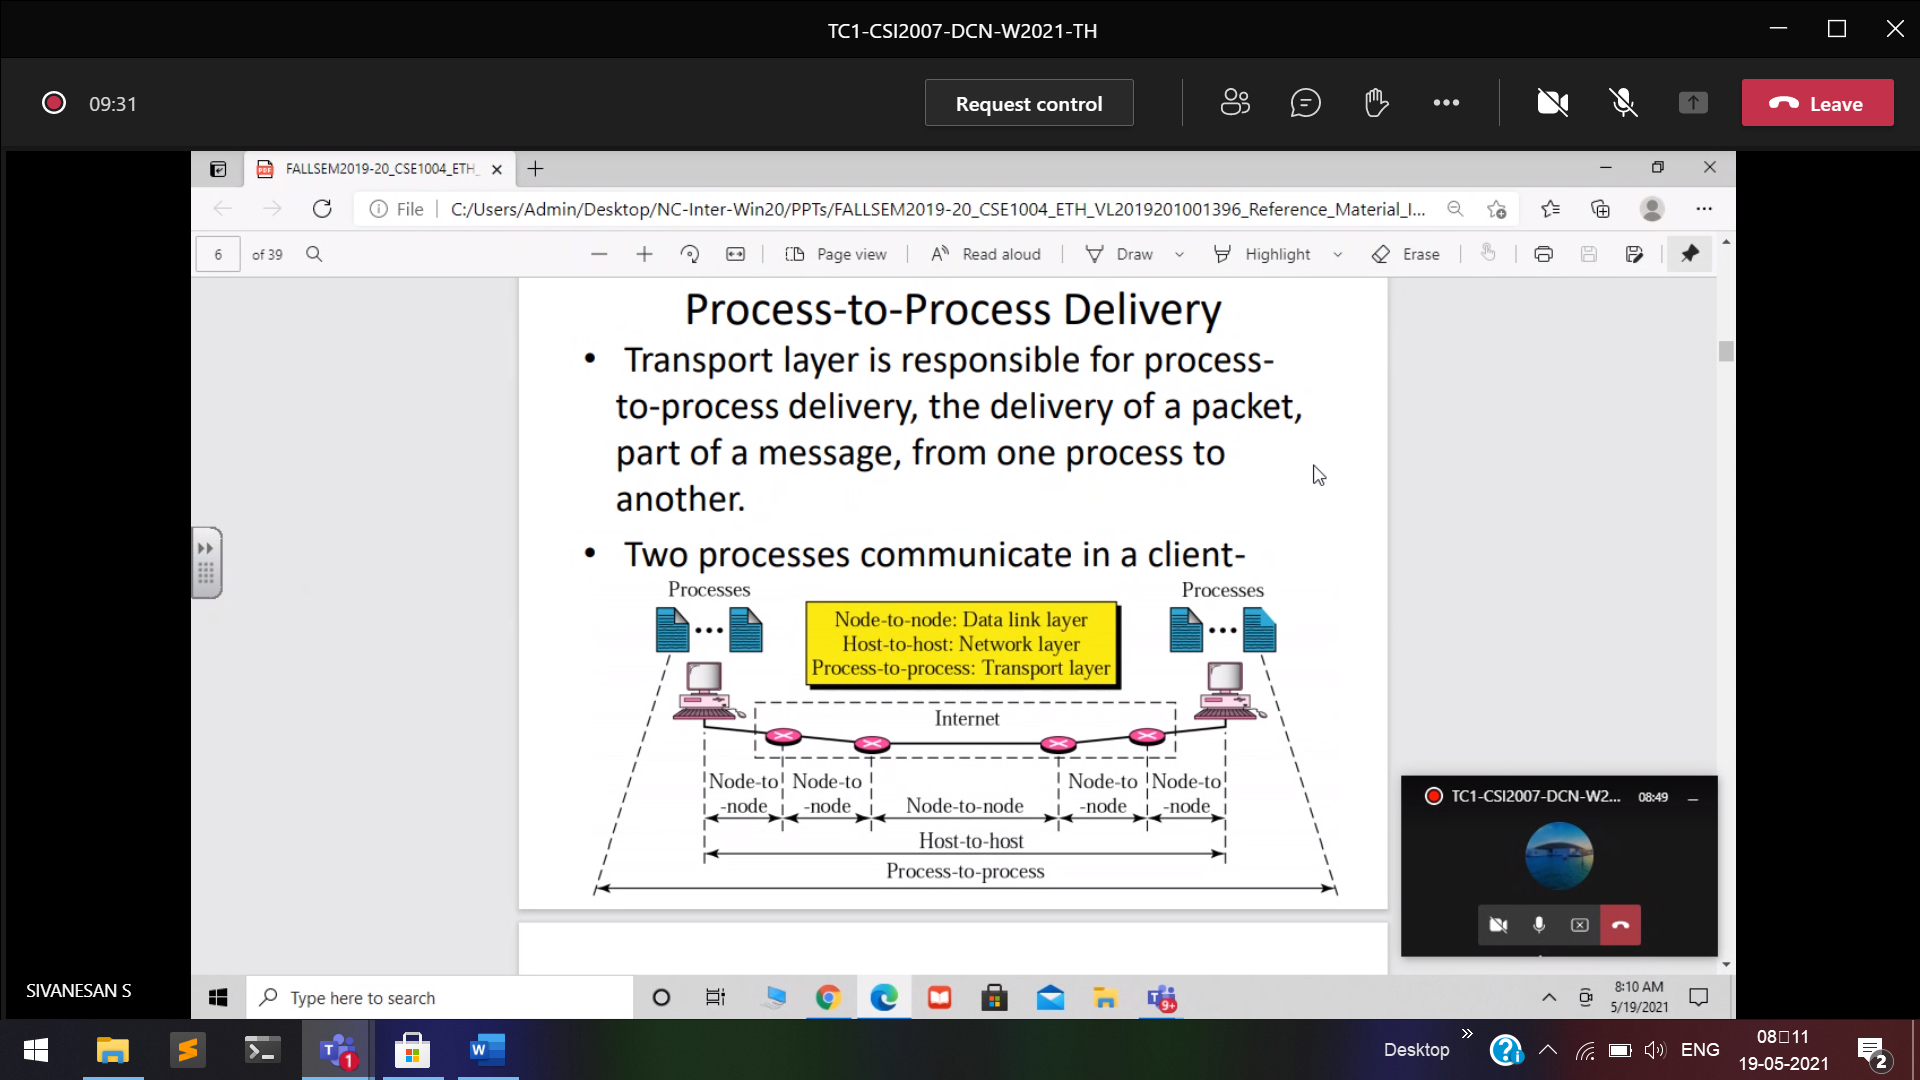 TC1-CSI2007-DCN-W2021-TH
09:31
Request control
Leave
FALLSEM2019-20_CSE1004_ETH_
File
C:/Users/Admin/Desktop/NC-Inter-Win20/PPTs/FALLSEM2019-20_CSE1004_ETH_VL2019201001396_Reference_Material_I...
6 of 39
Page view
Read aloud
Draw
Highlight
Erase
Process-to-Process Delivery
• Transport layer is responsible for process-
to-process delivery, the delivery of a packet,
part of a message, from one process to
another.
• Two processes communicate in a client-
Processes
Processes
Node-to-node: Data link layer
Host-to-host: Network layer
Process-to-process: Transport layer
Internet
Node-to
-node
Node-to
-node
Node-to-node
Node-to
-node
Node-to
-node
Host-to-host
Process-to-process
TC1-CSI2007-DCN-W2...
08:49
SIVANESAN S
Type here to search
9+
8:10 AM
5/19/2021
1
Desktop
ENG
08▯11
19-05-2021
2